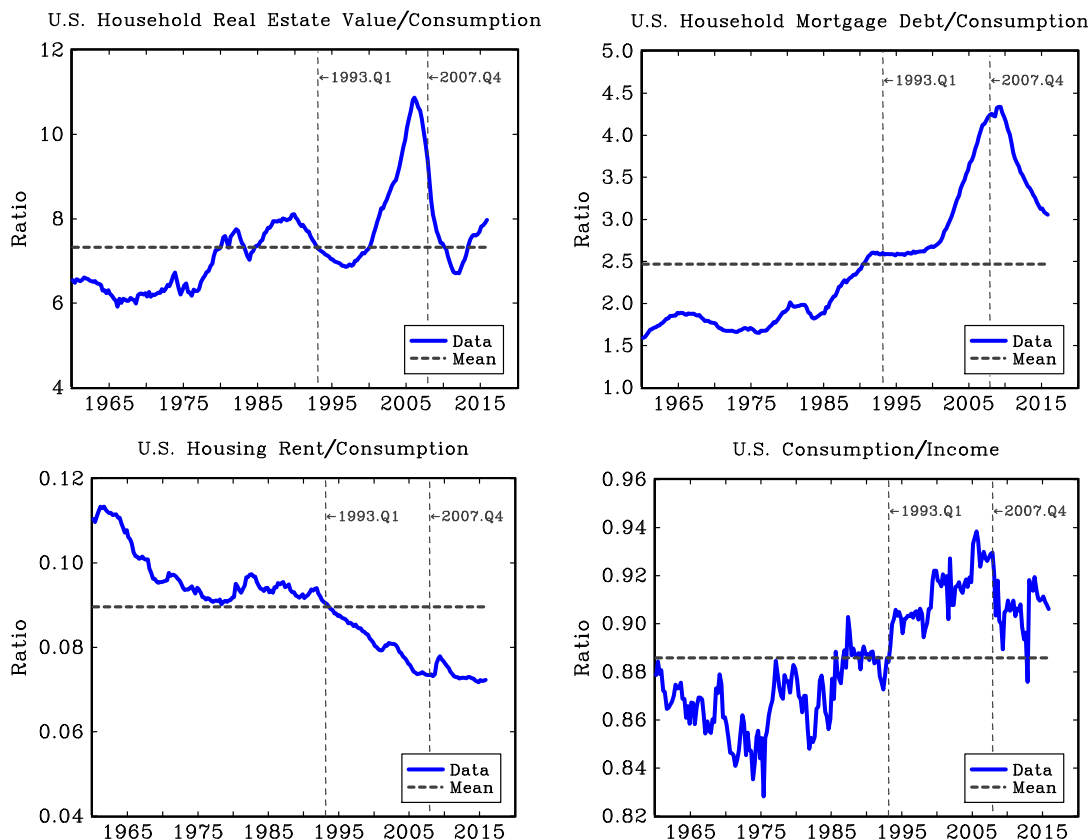 U.S. Household Real Estate Value/Consumption
12
10
8
6
4
Ratio
←1993.Q1
←2007.Q4
Data
Mean
1965 1975 1985 1995 2005 2015
U.S. Household Mortgage Debt/Consumption
5.0
4.5
4.0
3.5
3.0
2.5
2.0
1.5
1.0
Ratio
←1993.Q1
←2007.Q4
Data
Mean
1965 1975 1985 1995 2005 2015
U.S. Housing Rent/Consumption
0.12
0.10
0.08
0.06
0.04
Ratio
←1993.Q1
←2007.Q4
Data
Mean
1965 1975 1985 1995 2005 2015
U.S. Consumption/Income
0.96
0.94
0.92
0.90
0.88
0.86
0.84
0.82
Ratio
←1993.Q1
←2007.Q4
Data
Mean
1965 1975 1985 1995 2005 2015